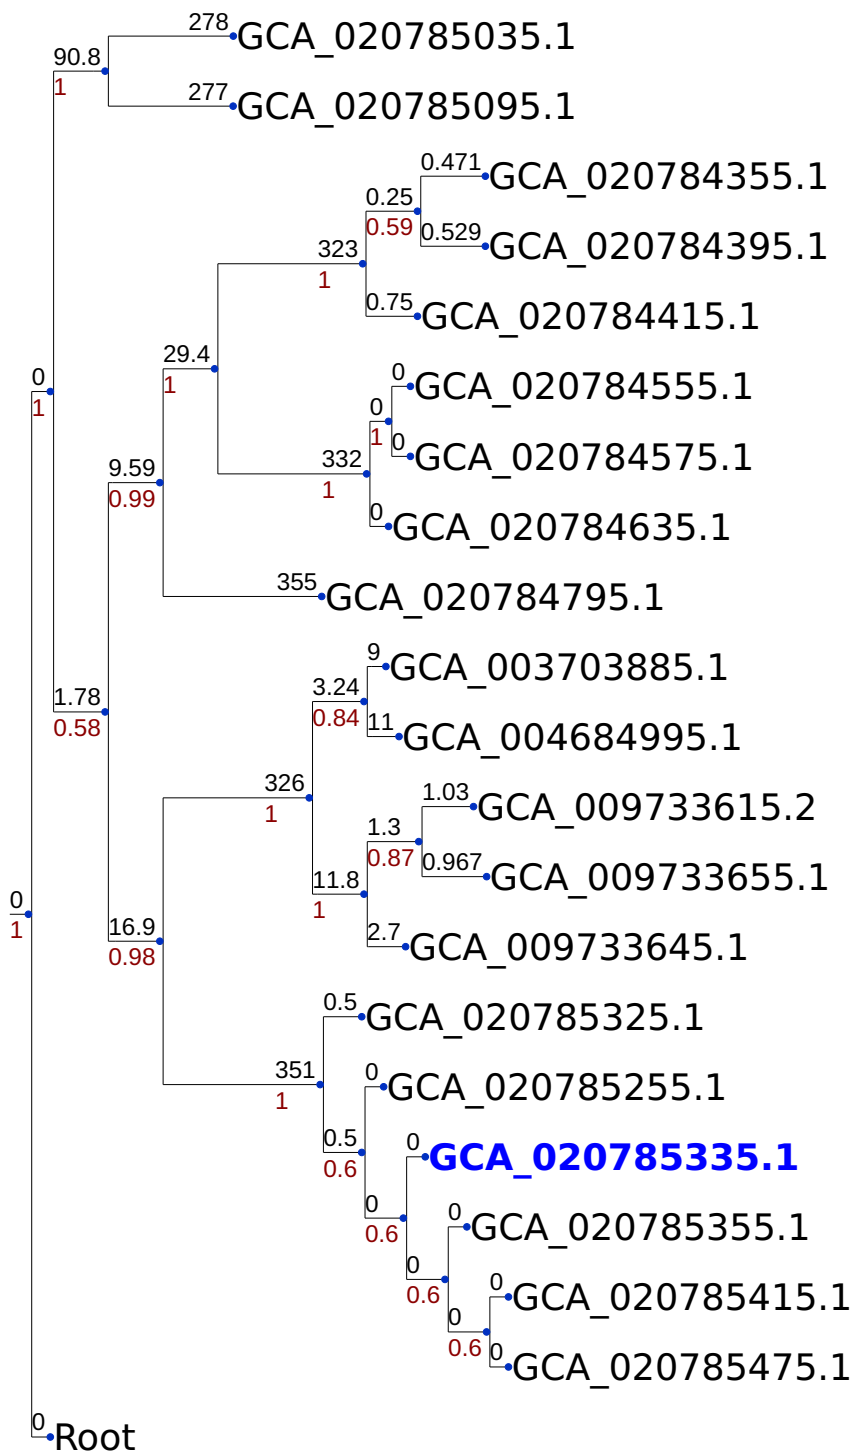 278 GCA_020785035.1
90.8
1
277 GCA_020785095.1
0.471 GCA_020784355.1
0.25
0.59
0.529 GCA_020784395.1
323
1
0.75 GCA_020784415.1
29.4
1
0
1
0 GCA_020784555.1
0
1
0 GCA_020784575.1
332
1
9.59
0.99
0 GCA_020784635.1
355 GCA_020784795.1
9 GCA_003703885.1
3.24
0.84
1.78
0.58
11 GCA_004684995.1
326
1
1.03 GCA_009733615.2
1.3
0.87
0.967 GCA_009733655.1
11.8
1
0
1
16.9
0.98
2.7 GCA_009733645.1
0.5 GCA_020785325.1
351
1
0 GCA_020785255.1
0.5
0.6
0 GCA_020785335.1
0
0.6
0 GCA_020785355.1
0
0.6
0 GCA_020785415.1
0
0.6
0 GCA_020785475.1
0 Root